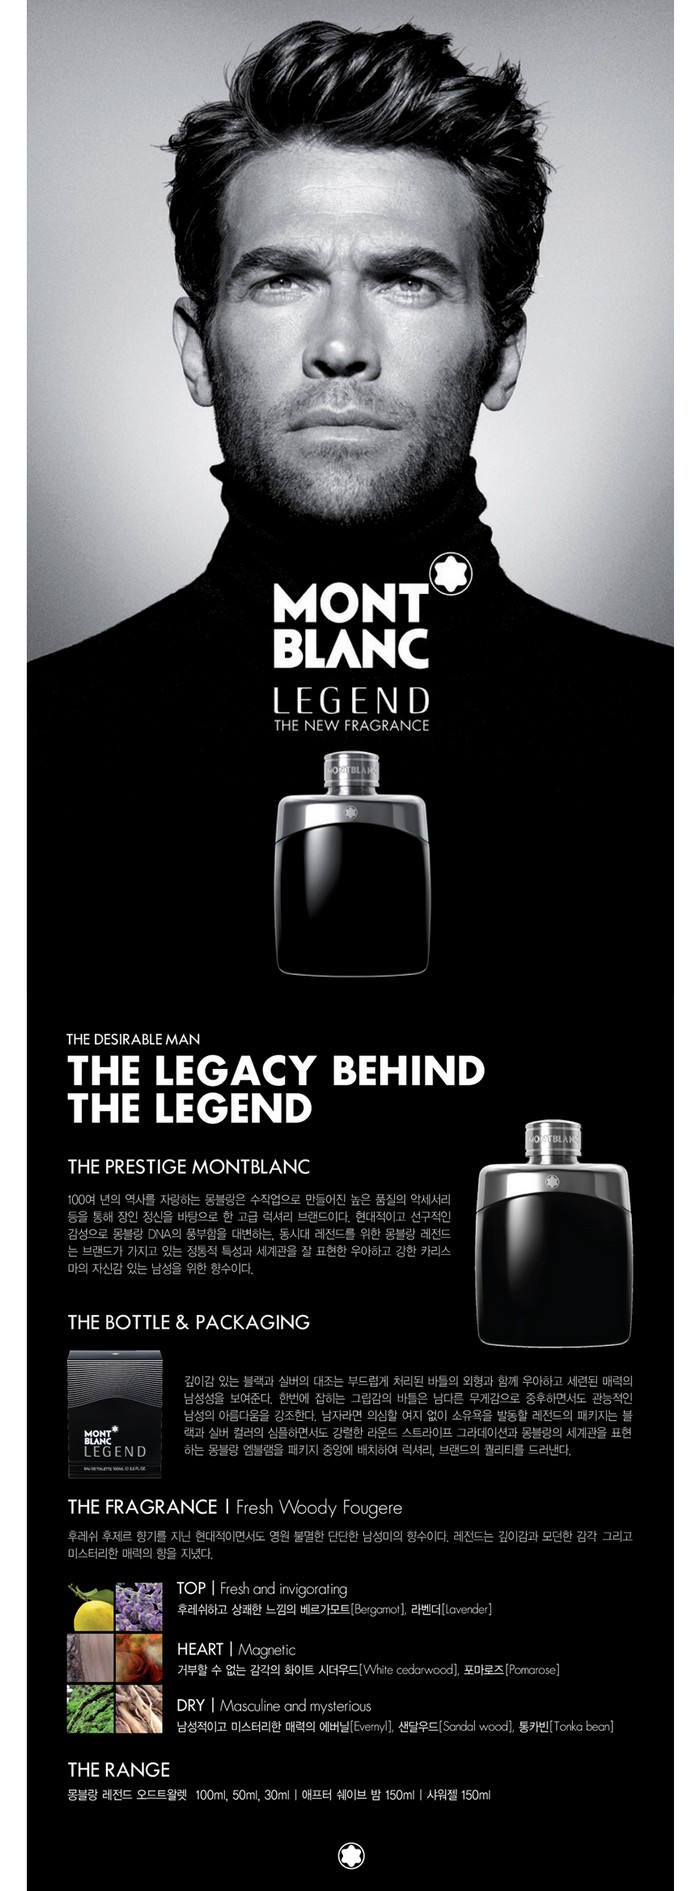 MONT
BLANC
LEGEND
THE NEW FRAGRANCE
MONTBLANC
THE DESIRABLE MAN
THE LEGACY BEHIND
THE LEGEND
MONTBLANC
THE PRESTIGE MONTBLANC
100여 년의 역사를 자랑하는 몽블랑은 수작업으로 만들어진 높은 품질의 악세서리
등을 통해 장인 정신을 바탕으로 한 고급 럭셔리 브랜드이다. 현대적이고 선구적인
감성으로 몽블랑 DNA의 풍부함을 대변하는, 동시대 레전드를 위한 몽블랑 레전드
는 브랜드가 가지고 있는 정통적 특성과 세계관을 잘 표현한 우아하고 강한 카리스
마의 자신감 있는 남성을 위한 향수이다.
THE BOTTLE & PACKAGING
MONT
BLANC
LEGEND
EAU DE TOILETTE 100ML
깊이감 있는 블랙과 실버의 대조는 부드럽게 처리된 바틀의 외형과 함께 우아하고 세련된 매력의
남성성을 보여준다. 한번에 잡히는 그립감의 바틀은 남다른 무게감으로 중후하면서도 관능적인
남성의 아름다움을 강조한다. 남자라면 의심할 여지 없이 소유욕을 발동할 레전드의 패키지는 블
랙과 실버 컬러의 심플하면서도 강렬한 라운드 스트라이프 그라데이션과 몽블랑의 세계관을 표현
하는 몽블랑 엠블램을 패키지 중앙에 배치하여 럭셔리, 브랜드의 퀄리티를 드러낸다.
THE FRAGRANCE | Fresh Woody Fougere
후레쉬 후제르 향기를 지닌 현대적이면서도 영원 불멸한 단단한 남성미의 향수이다. 레전드는 깊이감과 모던한 감각 그리고
미스터리한 매력의 향을 지녔다.
TOP | Fresh and invigorating
후레쉬하고 상쾌한 느낌의 베르가모트[Bergamot], 라벤더[Lavender]
HEART | Magnetic
거부할 수 없는 감각의 화이트 시더우드[White cedarwood], 포마로즈[Pomarose]
DRY | Masculine and mysterious
남성적이고 미스터리한 매력의 에버닐[Evernyl], 샌달우드[Sandal wood], 통카빈[Tonka bean]
THE RANGE
몽블랑 레전드 오드트왈렛 100ml, 50ml, 30ml | 애프터 쉐이브 밤 150ml | 샤워젤 150ml